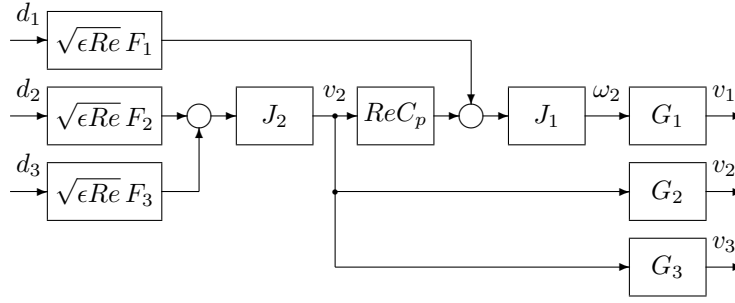 d₁
√ϵRe F₁
d₂ √ϵRe F₂ J₂ v₂ ReCₚ J₁ ω₂ G₁ v₁
d₃ √ϵRe F₃ G₂ v₂
G₃ v₃